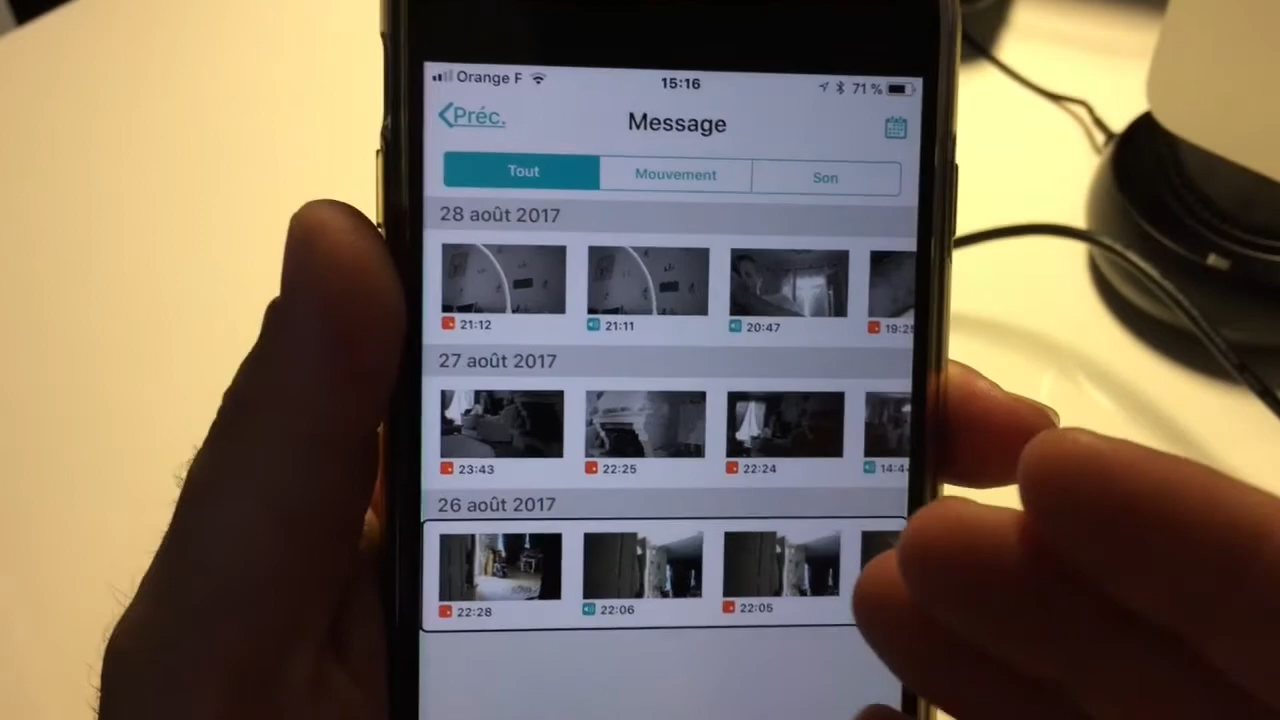 Orange F 15:16 71 %
Préc. Message
Tout Mouvement Son
28 août 2017
21:12 21:11 20:47
27 août 2017
23:43 22:25 22:24
26 août 2017
22:28 22:06 22:05